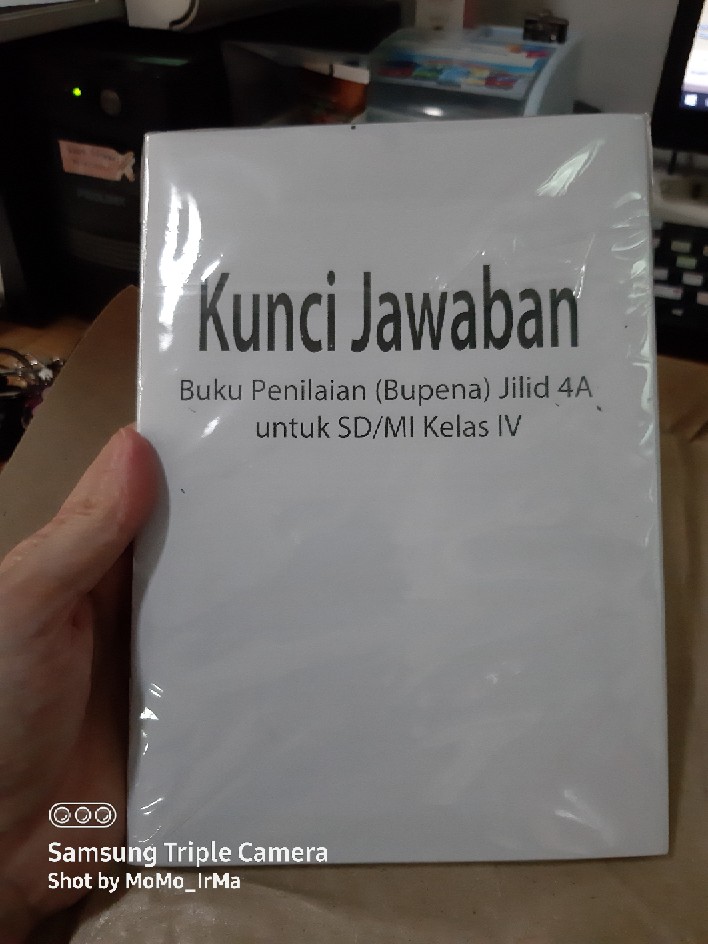 Kunci Jawaban
Buku Penilaian (Bupena) Jilid 4A
untuk SD/MI Kelas IV
Samsung Triple Camera
Shot by MoMo_IrMa